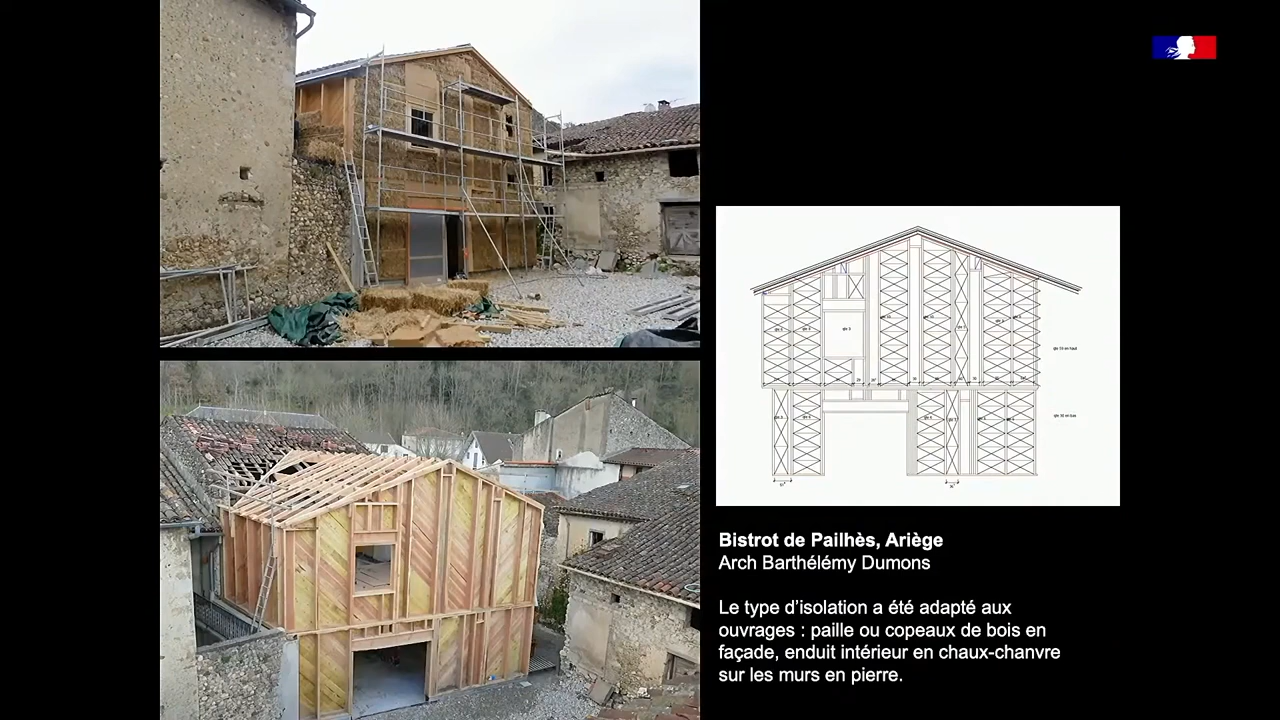 Bistrot de Pailhès, Ariège
Arch Barthélémy Dumons
Le type d’isolation a été adapté aux
ouvrages : paille ou copeaux de bois en
façade, enduit intérieur en chaux-chanvre
sur les murs en pierre.